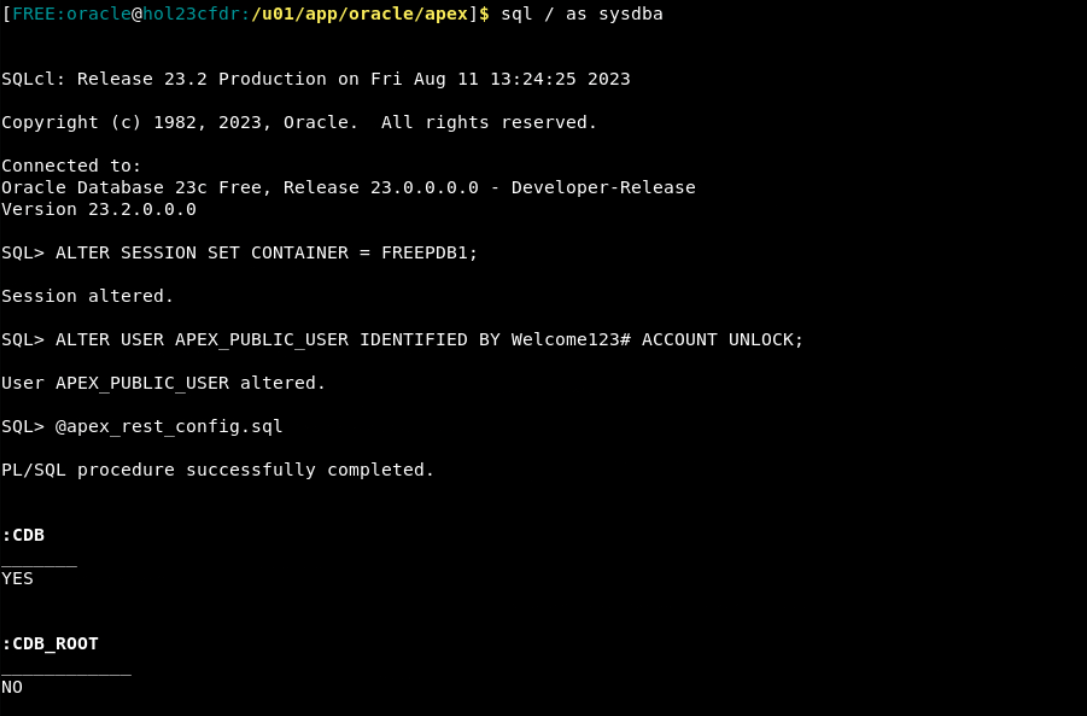 [FREE:oracle@hol23cfdr:/u01/app/oracle/apex]$ sql / as sysdba
SQLcl: Release 23.2 Production on Fri Aug 11 13:24:25 2023
Copyright (c) 1982, 2023, Oracle.  All rights reserved.
Connected to:
Oracle Database 23c Free, Release 23.0.0.0.0 - Developer-Release
Version 23.2.0.0.0
SQL> ALTER SESSION SET CONTAINER = FREEPDB1;
Session altered.
SQL> ALTER USER APEX_PUBLIC_USER IDENTIFIED BY Welcome123# ACCOUNT UNLOCK;
User APEX_PUBLIC_USER altered.
SQL> @apex_rest_config.sql
PL/SQL procedure successfully completed.
:CDB
_______
YES
:CDB_ROOT
____________
NO